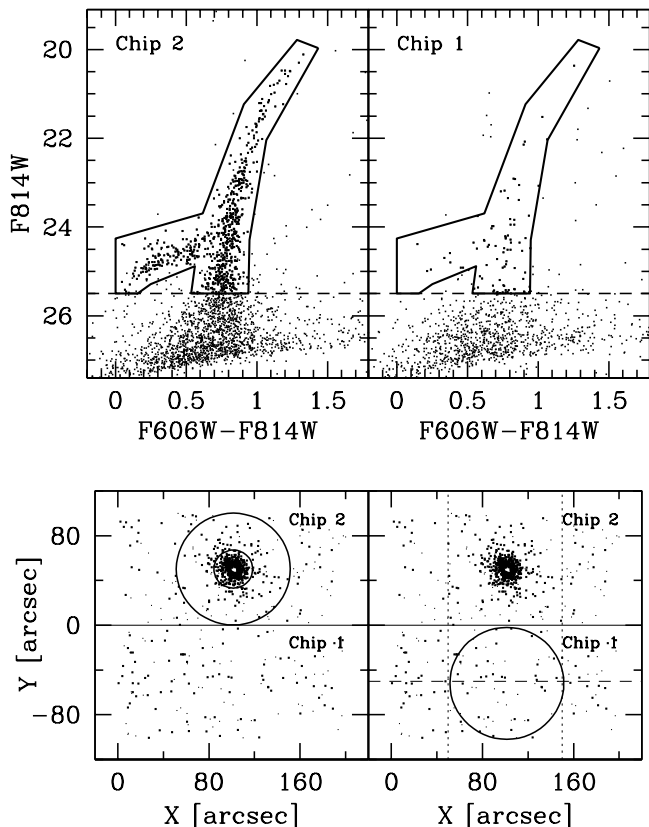 Chip 2
Chip 1
20
22
24
26
F814W
0 0.5 1 1.5
0 0.5 1 1.5
F606W−F814W
F606W−F814W
Chip 2
Chip 2
80
0
−80
Y [arcsec]
Chip 1
Chip 1
0 80 160
0 80 160
X [arcsec]
X [arcsec]